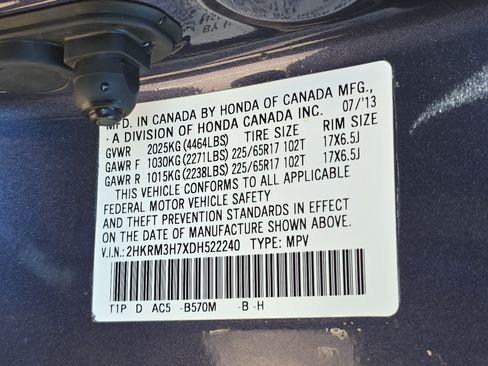 MFD. IN CANADA BY HONDA OF CANADA MFG.,
A DIVISION OF HONDA CANADA INC. 07/'13
GVWR 2025KG(4464LBS) TIRE SIZE RIM SIZE
GAWR F 1030KG(2271LBS) 225/65R17 102T 17X6.5J
GAWR R 1015KG(2238LBS) 225/65R17 102T 17X6.5J
THIS VEHICLE CONFORMS TO ALL APPLICABLE
FEDERAL MOTOR VEHICLE SAFETY
AND THEFT PREVENTION STANDARDS IN EFFECT
ON THE DATE OF MANUFACTURE SHOWN ABOVE.
V.I.N.: 2HKRM3H7XDH522240 TYPE: MPV
T1P D AC5 -B570M -B -H